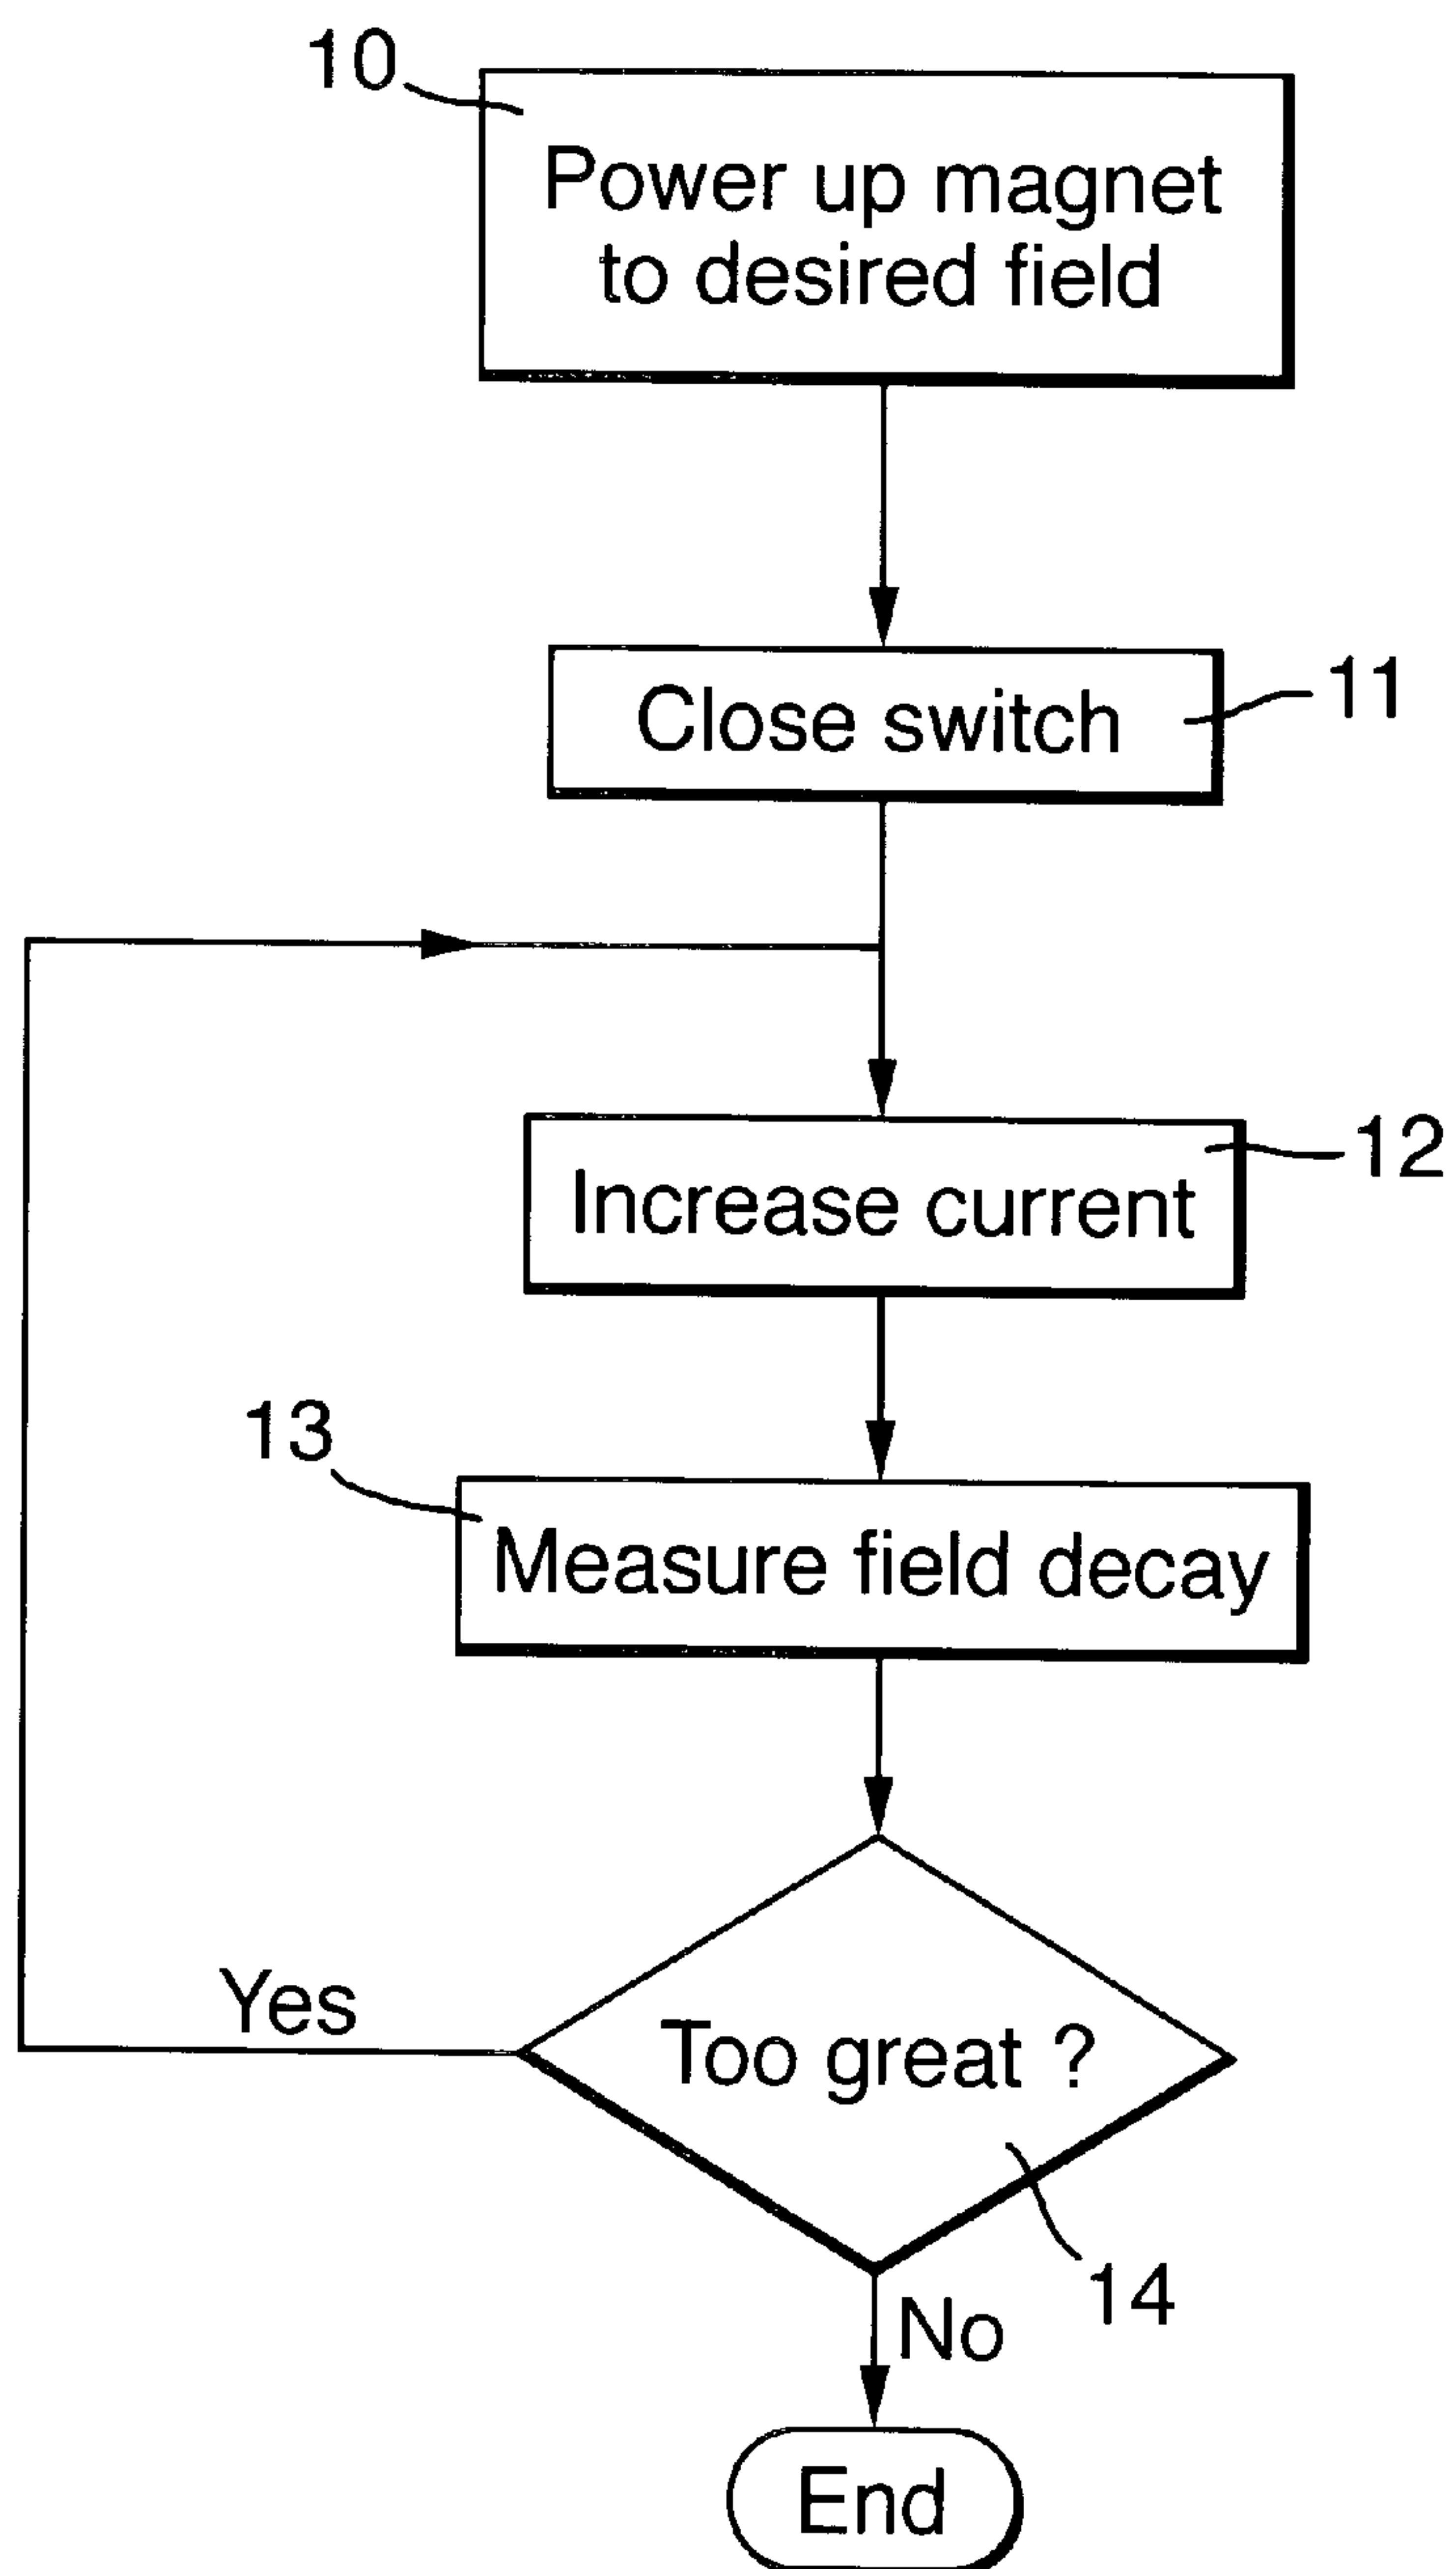 10
Power up magnet
to desired field
Close switch
11
Increase current
12
13
Measure field decay
Yes
Too great ?
14
No
End